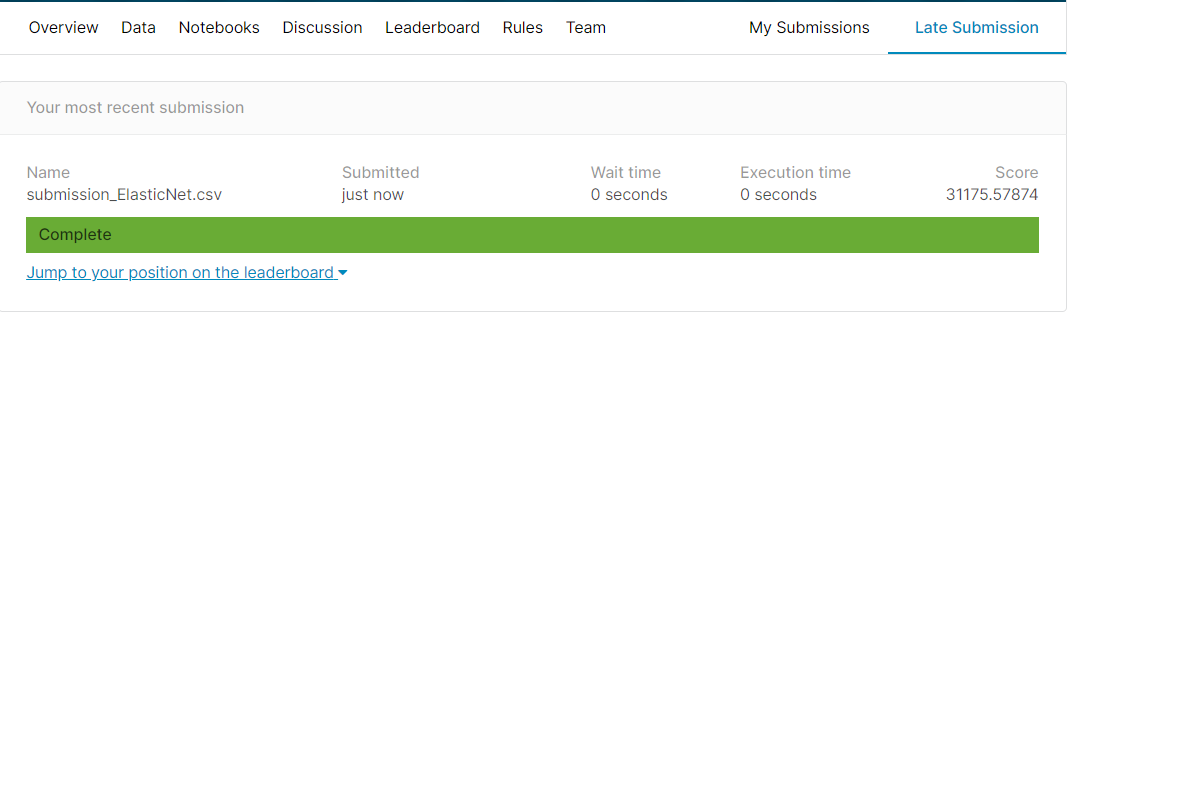 Overview Data Notebooks Discussion Leaderboard Rules Team My Submissions Late Submission
Your most recent submission
Name Submitted Wait time Execution time Score
submission_ElasticNet.csv just now 0 seconds 0 seconds 31175.57874
Complete
Jump to your position on the leaderboard